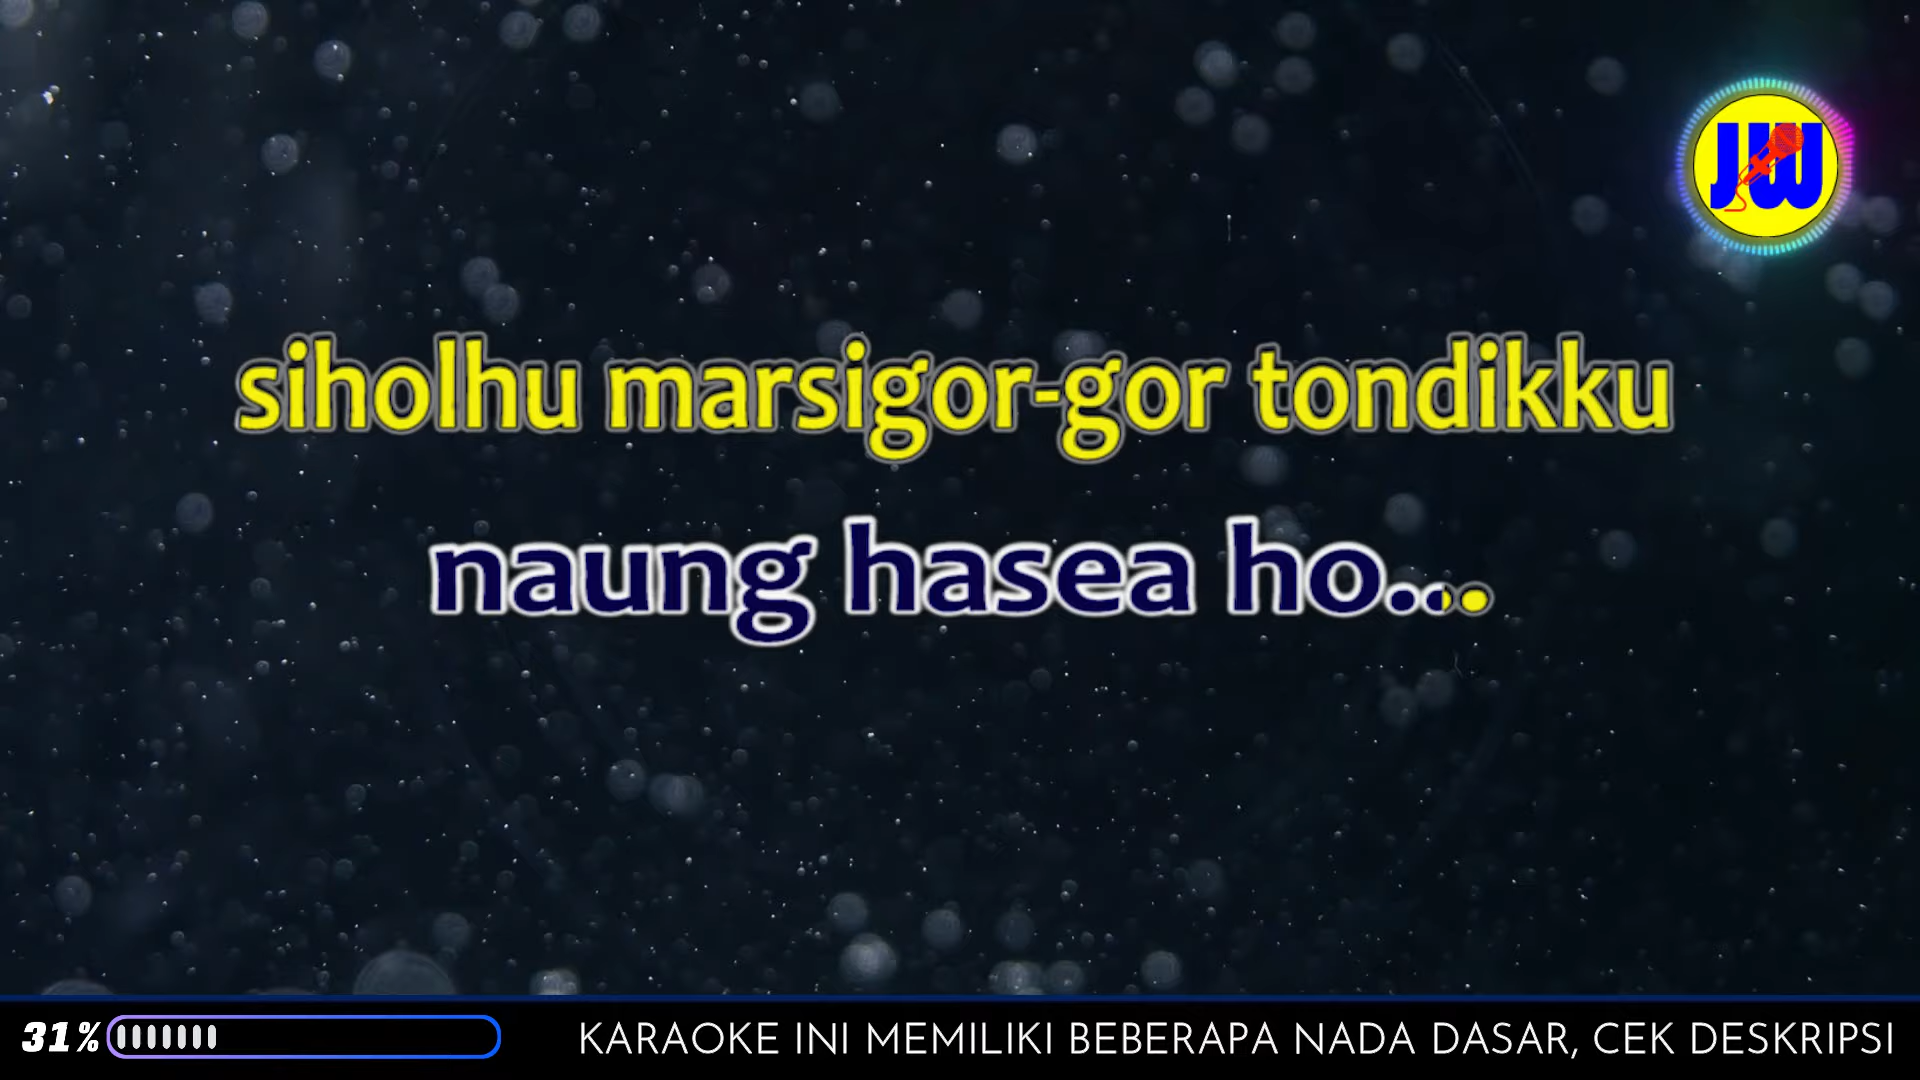 JW
siholhu marsigor-gor tondikku
naung hasea ho...
31%
KARAOKE INI MEMILIKI BEBERAPA NADA DASAR, CEK DESKRIPSI